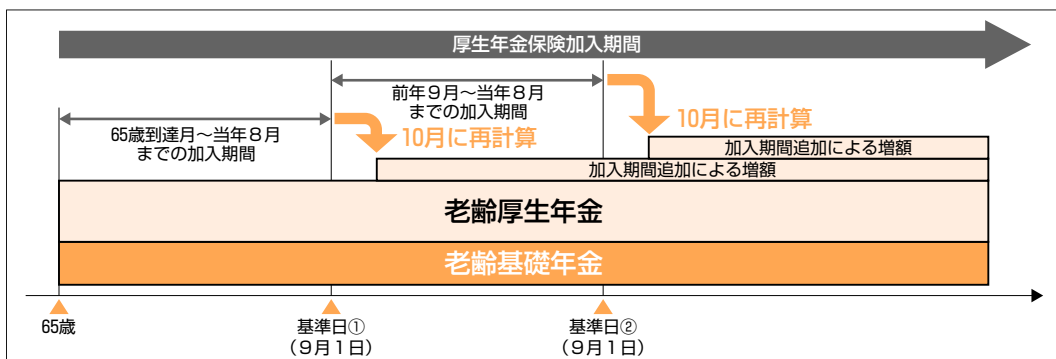 厚生年金保険加入期間
前年9月~当年8月
までの加入期間
65歳到達月~当年8月
までの加入期間
10月に再計算
10月に再計算
加入期間追加による増額
加入期間追加による増額
老齢厚生年金
老齢基礎年金
65歳
基準日①
（9月1日）
基準日②
（9月1日）